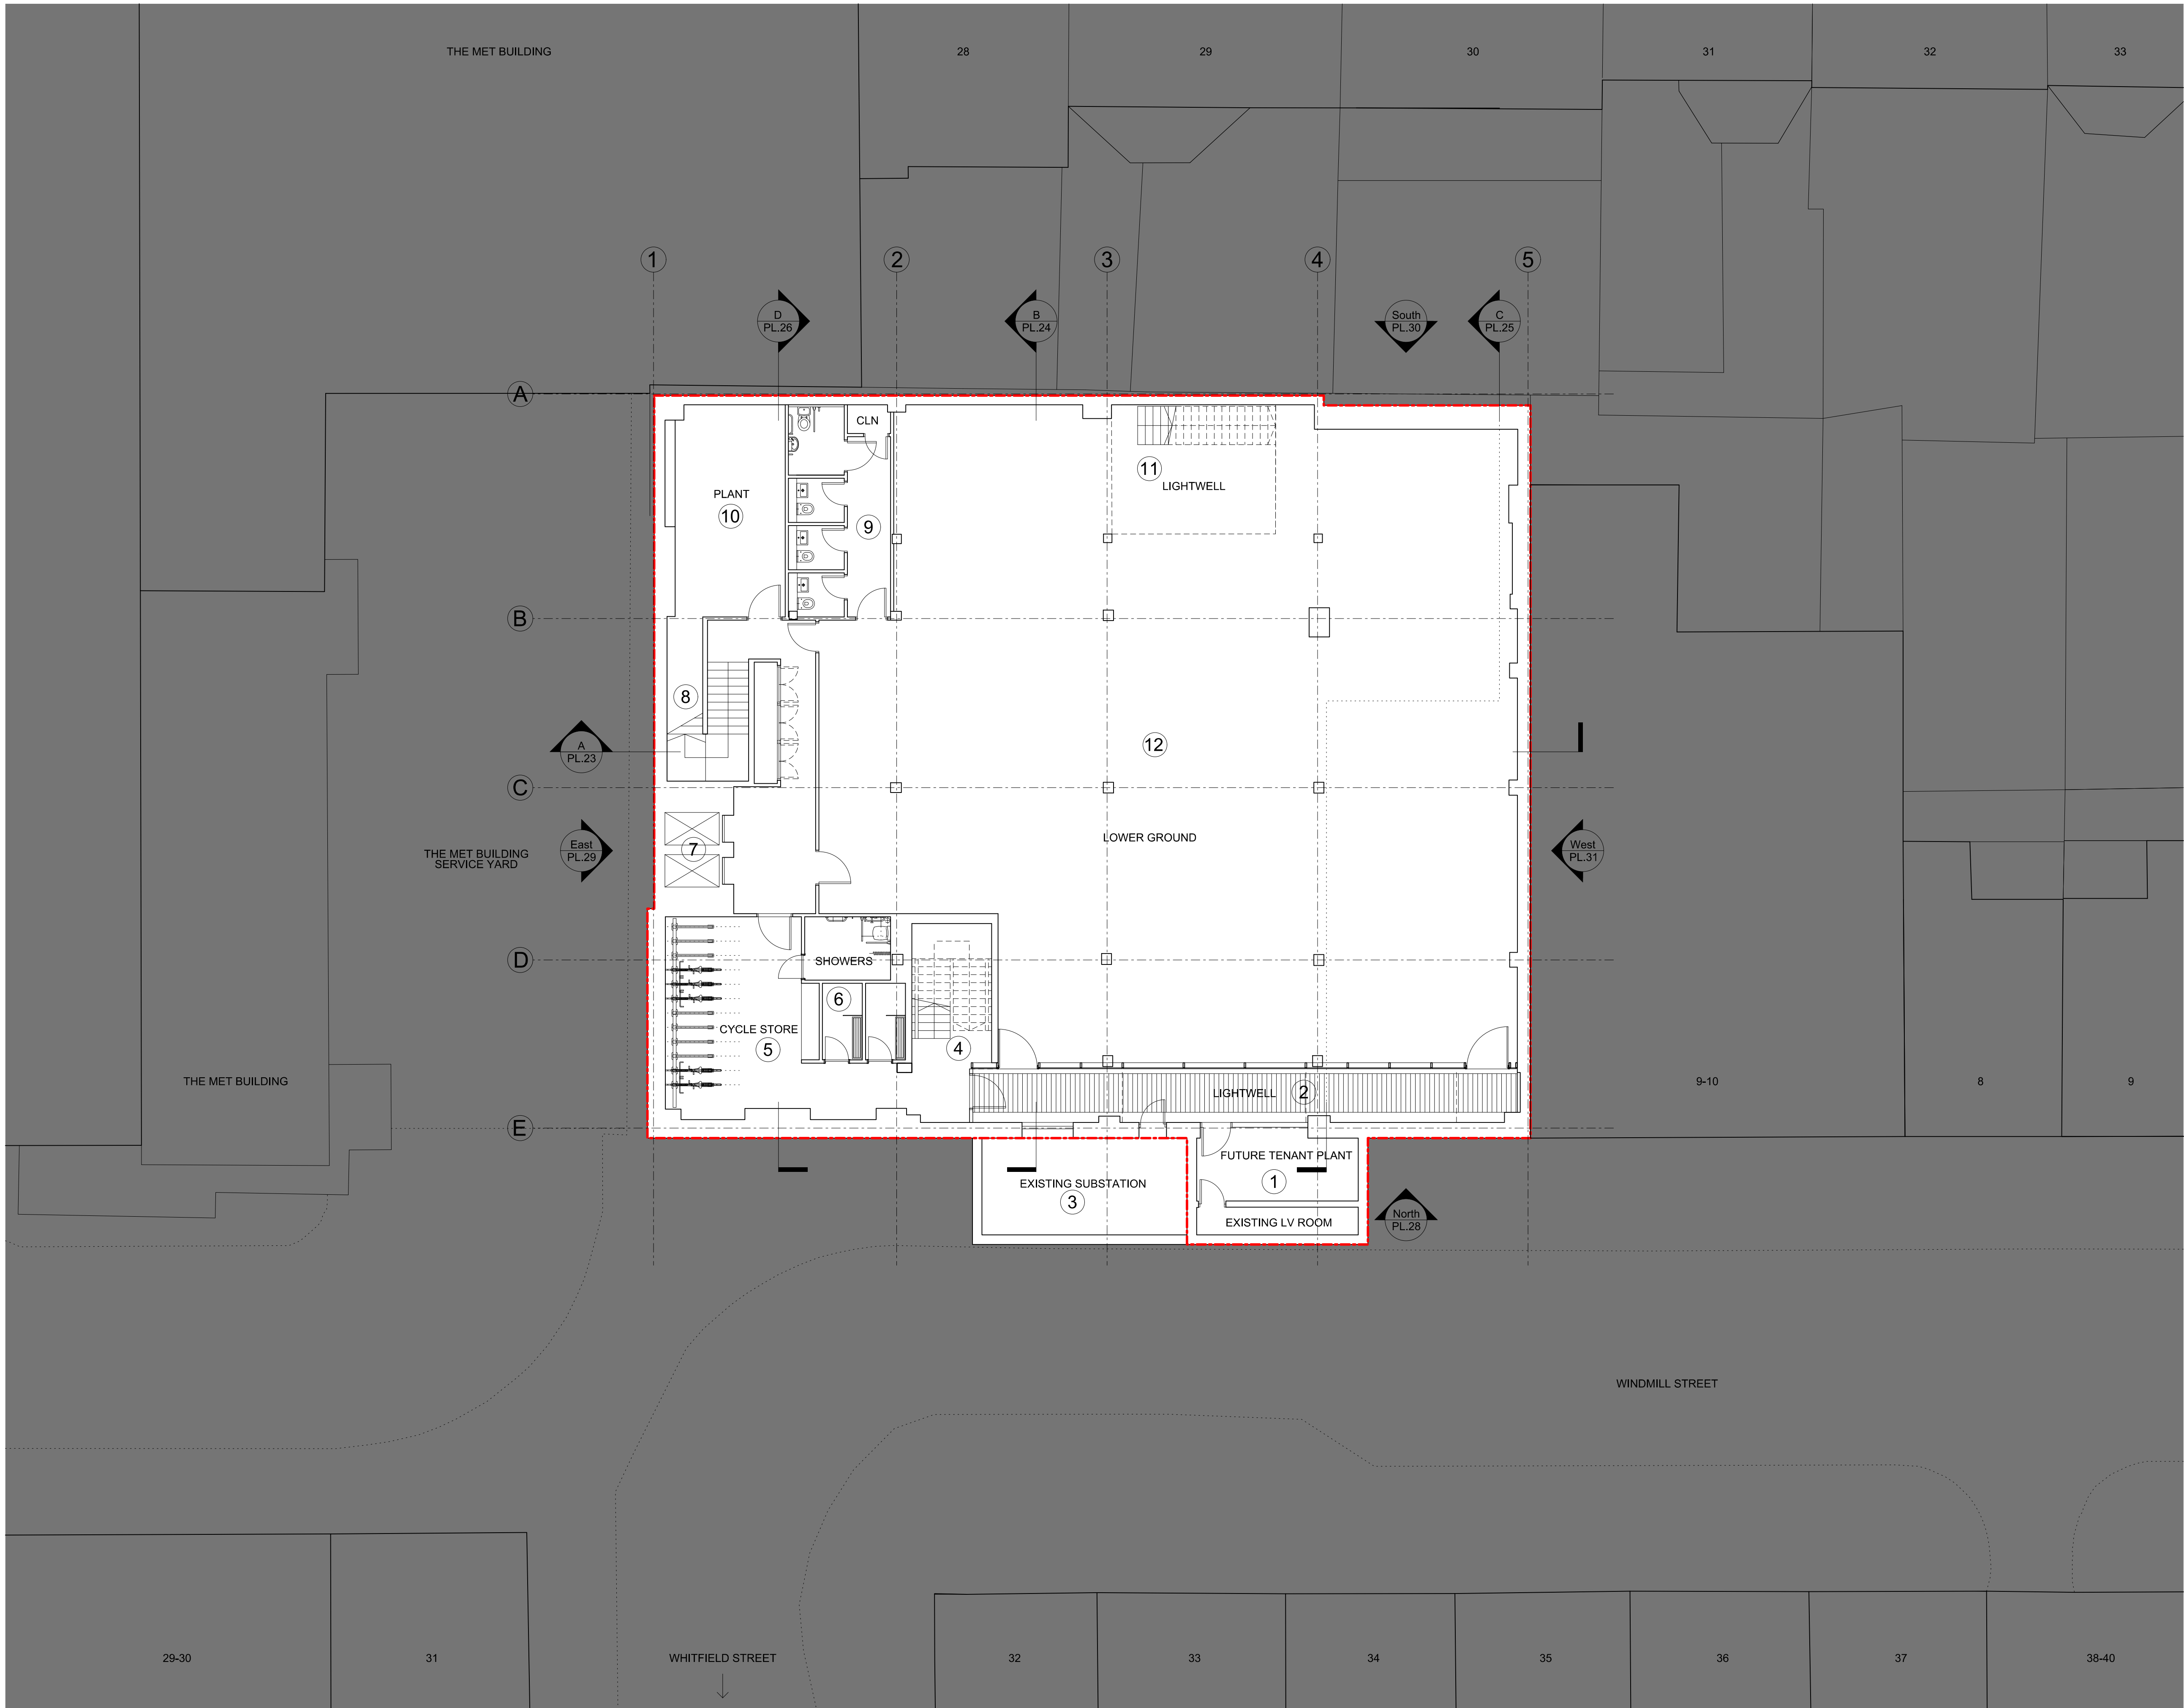 THE MET BUILDING
28
29
30
31
32
33
1
2
3
4
5
D
PL.26
B
PL.24
South
PL.30
C
PL.25
A
CLN
11
LIGHTWELL
PLANT
10
9
B
8
A
PL.23
12
C
LOWER GROUND
7
East
PL.29
THE MET BUILDING
SERVICE YARD
West
PL.31
D
SHOWERS
6
CYCLE STORE
5
4
THE MET BUILDING
LIGHTWELL
2
9-10
8
9
E
FUTURE TENANT PLANT
1
EXISTING SUBSTATION
3
EXISTING LV ROOM
North
PL.28
WINDMILL STREET
29-30
31
WHITFIELD STREET
32
33
34
35
36
37
38-40